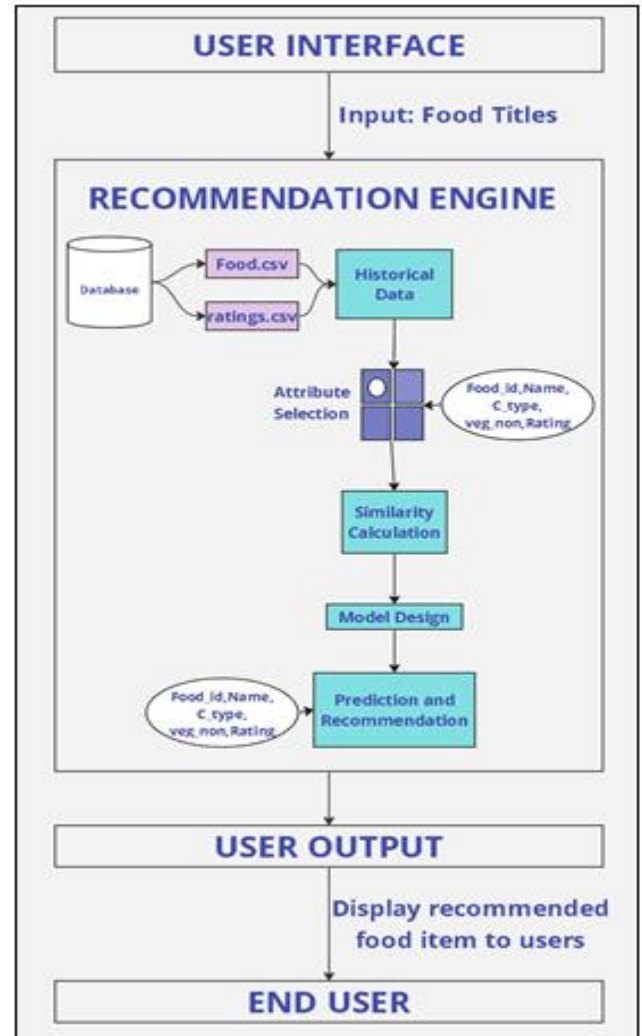 USER INTERFACE
Input: Food Titles
RECOMMENDATION ENGINE
Database
Food.csv
ratings.csv
Historical
Data
Attribute
Selection
Food_id,Name,
C_type,
veg_non,Rating
Similarity
Calculation
Model Design
Food_id,Name,
C_type,
veg_non,Rating
Prediction and
Recommendation
USER OUTPUT
Display recommended
food item to users
END USER